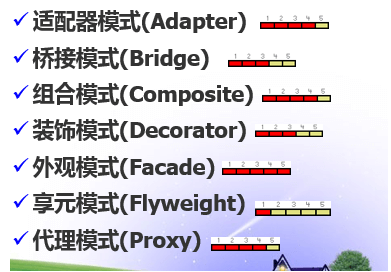 ✓适配器模式(Adapter) 1 2 3 4 5
✓桥接模式(Bridge) 1 2 3 4 5
✓组合模式(Composite) 1 2 3 4 5
✓装饰模式(Decorator) 1 2 3 4 5
✓外观模式(Facade) 1 2 3 4 5
✓享元模式(Flyweight) 1 2 3 4 5
✓代理模式(Proxy) 1 2 3 4 5